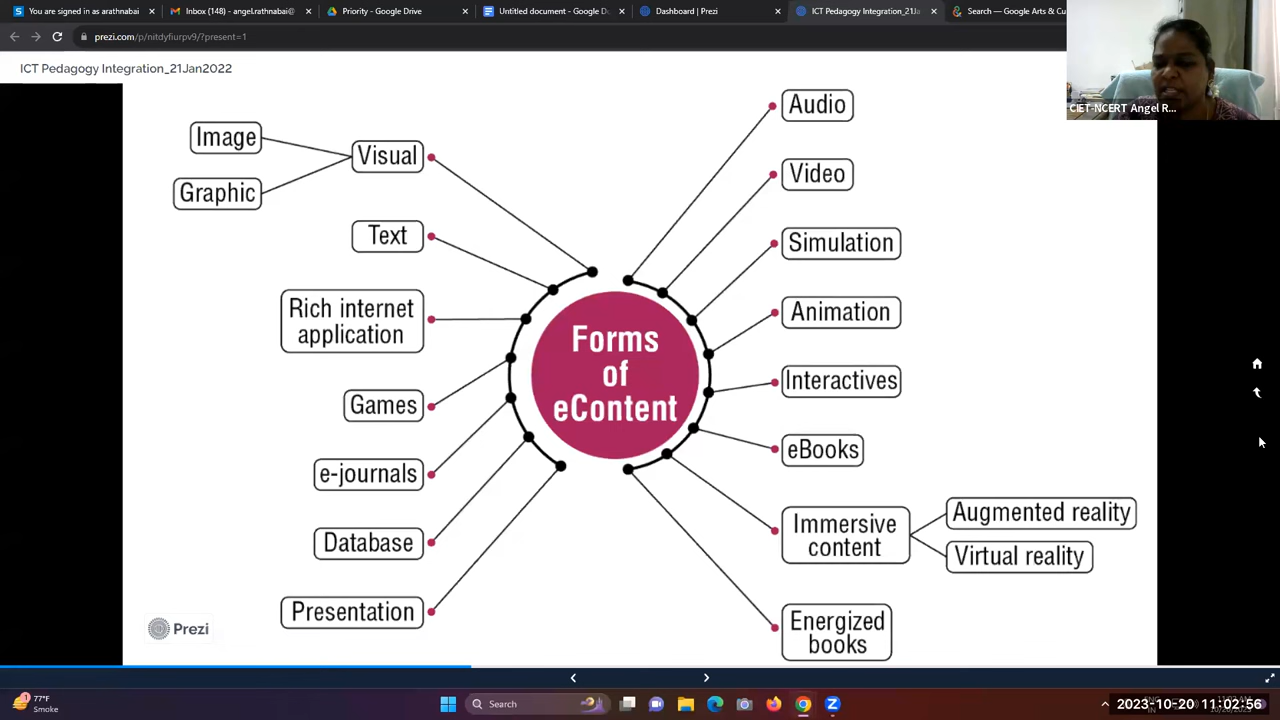 You are signed in as arathnabai
Inbox (148) - angel.rathnabai@
Priority - Google Drive
Untitled document - Google D
Dashboard | Prezi
ICT Pedagogy Integration_21Ja
Search — Google Arts & Cu
prezi.com/p/nitdyfiurpv9/?present=1
ICT Pedagogy Integration_21Jan2022
CIET-NCERT Angel R...
Image
Graphic
Visual
Text
Rich internet
application
Games
e-journals
Database
Presentation
Forms
of
eContent
Audio
Video
Simulation
Animation
Interactives
eBooks
Immersive
content
Augmented reality
Virtual reality
Energized
books
Prezi
77°F
Smoke
Search
2023-10-20 11:02:56